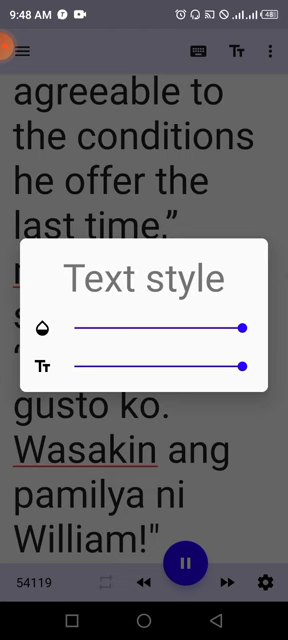 9:48 AM
agreeable to
the conditions
he offer the
last time.”
Text style
gusto ko.
Wasakin ang
pamilya ni
William!"
54119